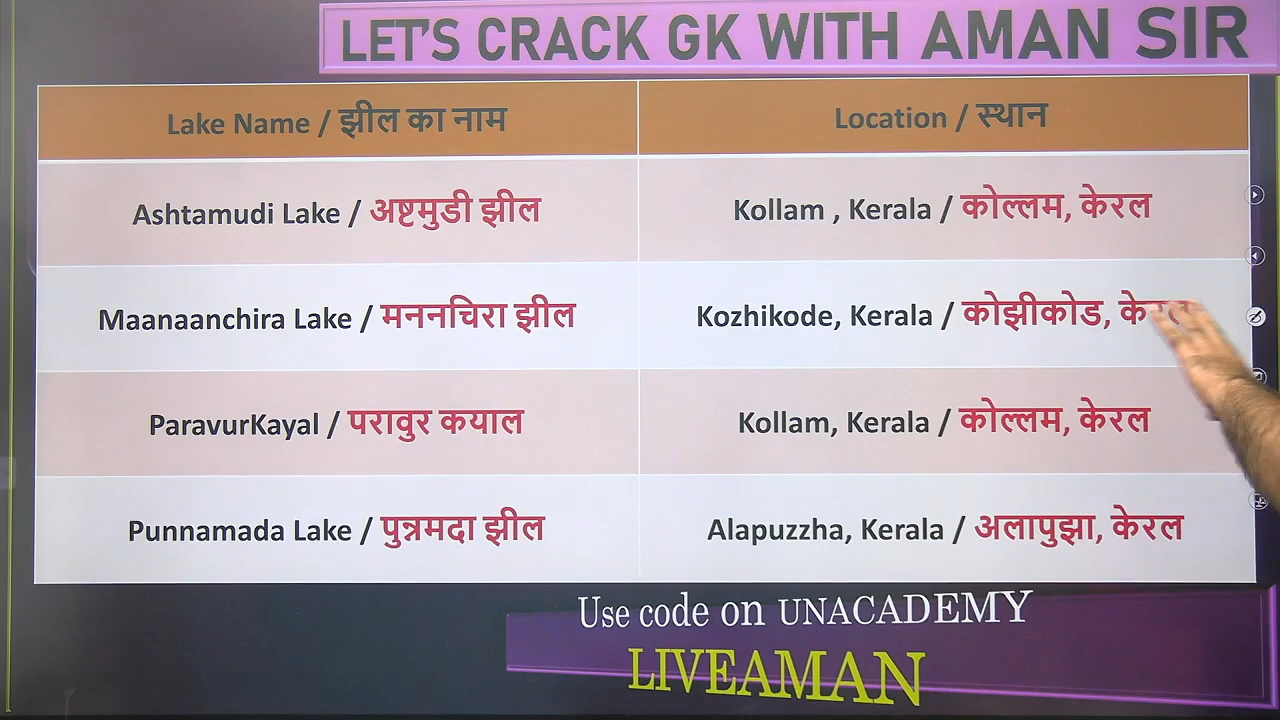 LET'S CRACK GK WITH AMAN SIR
Lake Name / झील का नाम
Location / स्थान
Ashtamudi Lake / अष्टमुडी झील
Kollam , Kerala / कोल्लम, केरल
Maanaanchira Lake / मननचिरा झील
Kozhikode, Kerala / कोझीकोड, केरल
ParavurKayal / परावुर कयाल
Kollam, Kerala / कोल्लम, केरल
Punnamada Lake / पुन्नमदा झील
Alapuzzha, Kerala / अलापुझा, केरल
Use code on UNACADEMY
LIVEAMAN